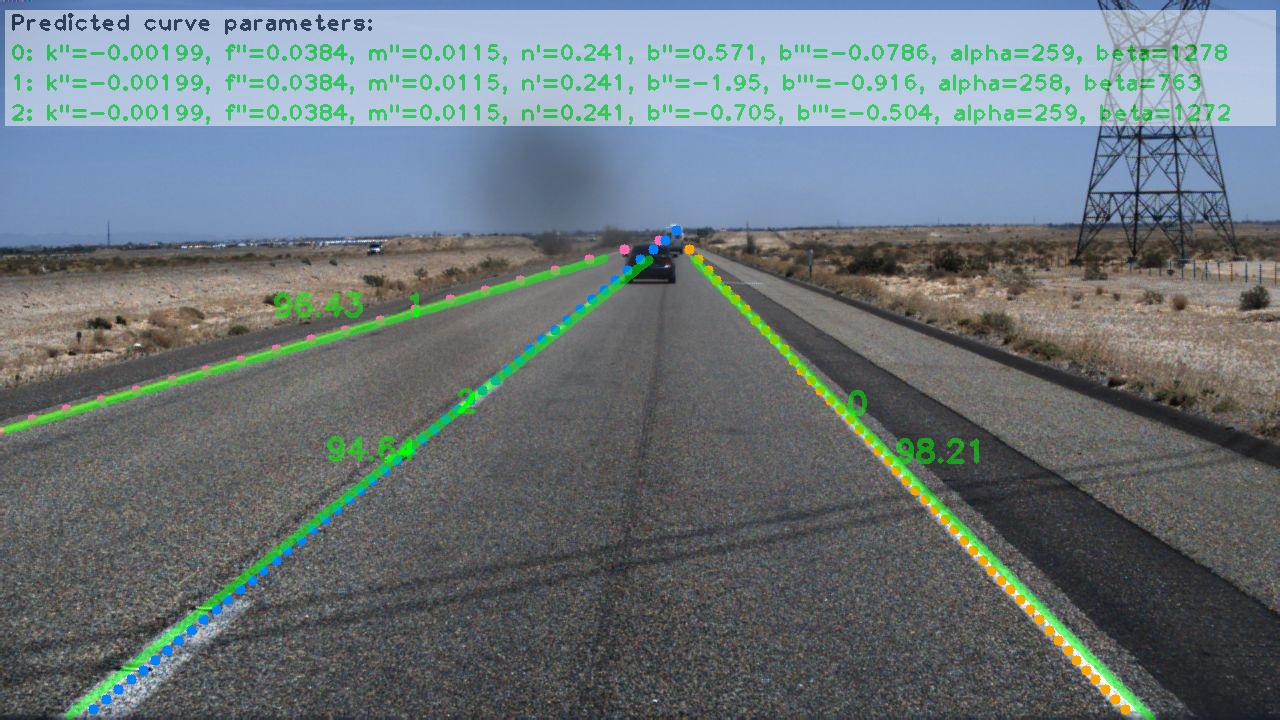 Predicted curve parameters:
0: k"=-0.00199, f"=0.0384, m"=0.0115, n'=0.241, b"=0.571, b'"=-0.0786, alpha=259, beta=1278
1: k"=-0.00199, f"=0.0384, m"=0.0115, n'=0.241, b"=-1.95, b'"=-0.916, alpha=258, beta=763
2: k"=-0.00199, f"=0.0384, m"=0.0115, n'=0.241, b"=-0.705, b'"=-0.504, alpha=259, beta=1272
96.43 1
2 0
94.64 98.21